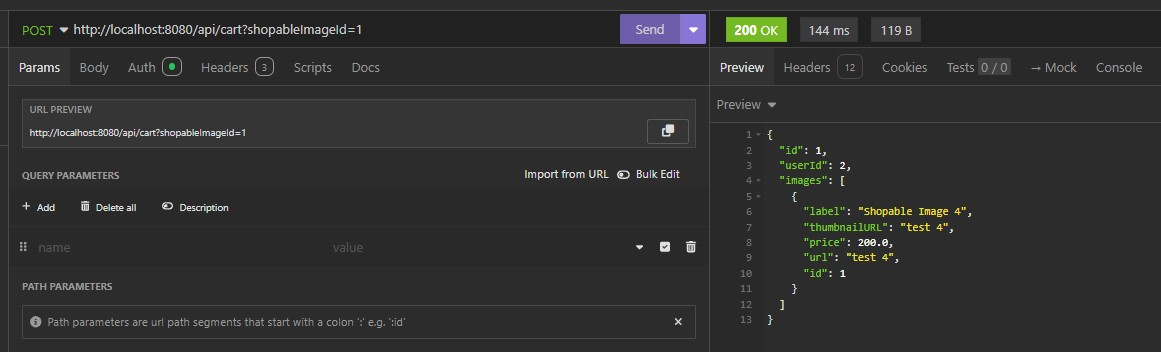 POST http://localhost:8080/api/cart?shopableImageId=1 Send
Params Body Auth Headers 3 Scripts Docs
URL PREVIEW
http://localhost:8080/api/cart?shopableImageId=1
QUERY PARAMETERS Import from URL Bulk Edit
+ Add Delete all Description
name value
PATH PARAMETERS
Path parameters are url path segments that start with a colon ':' e.g. ':id'
200 OK 144 ms 119 B
Preview Headers 12 Cookies Tests 0 / 0 → Mock Console
Preview
1 {
2 "id": 1,
3 "userId": 2,
4 "images": [
5 {
6 "label": "Shopable Image 4",
7 "thumbnailURL": "test 4",
8 "price": 200.0,
9 "url": "test 4",
10 "id": 1
11 }
12 ]
13 }